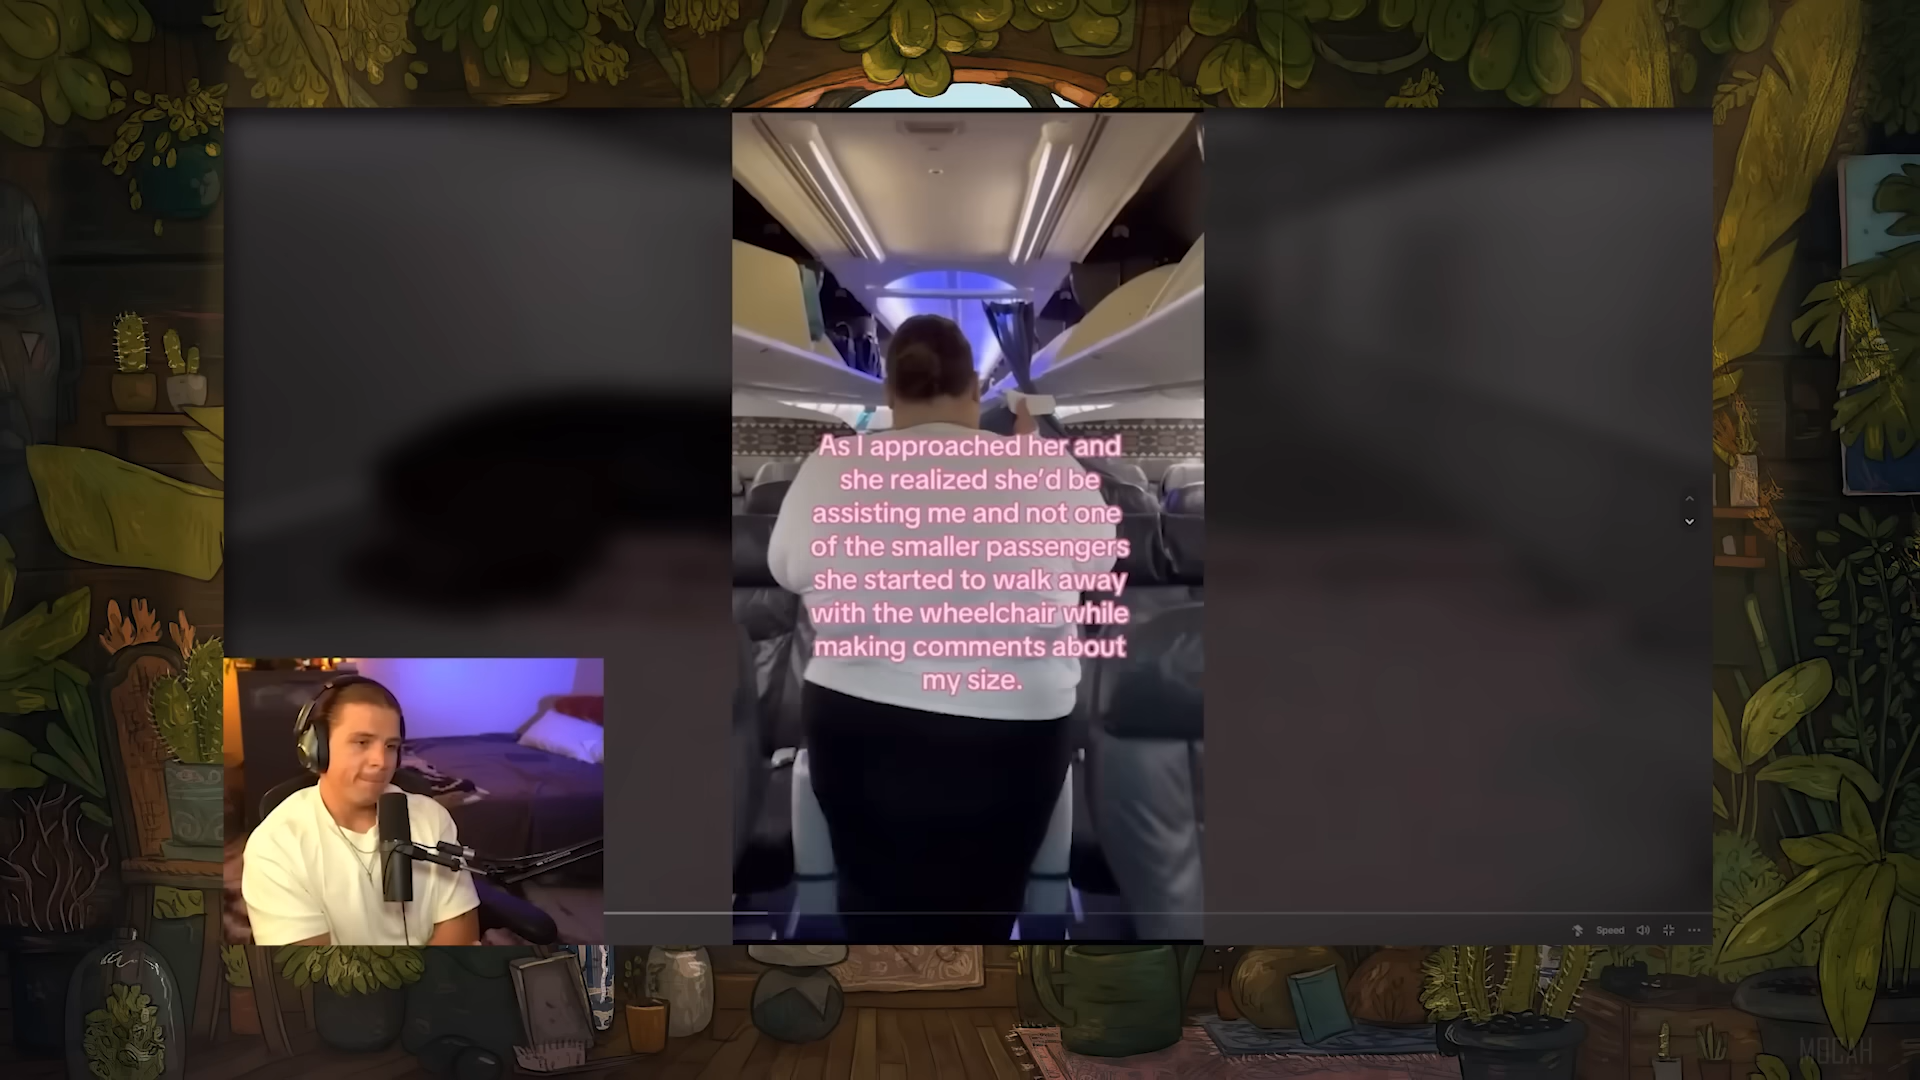 As I approached her and
she realized she'd be
assisting me and not one
of the smaller passengers
she started to walk away
with the wheelchair while
making comments about
my size.
Speed
MOCAH